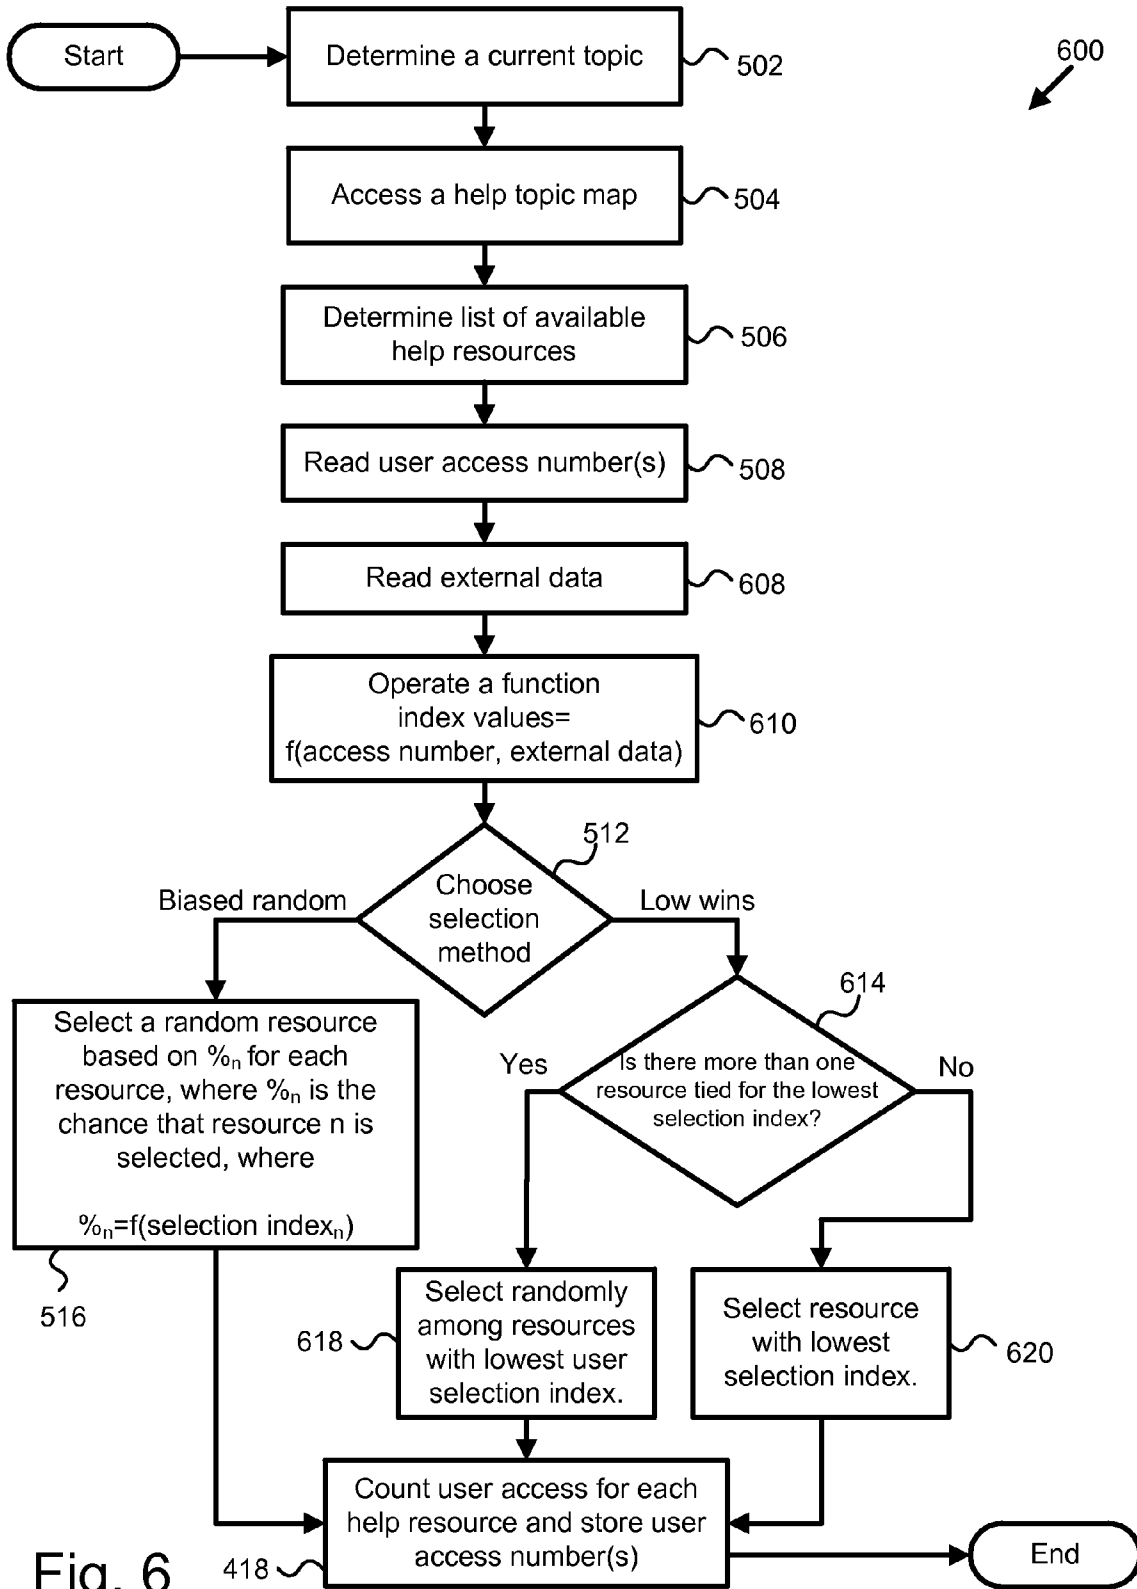 Start
Determine a current topic
502
600
Access a help topic map
504
Determine list of available
help resources
506
Read user access number(s)
508
Read external data
608
Operate a function
index values=
f(access number, external data)
610
512
Choose
selection
method
Biased random
Low wins
614
Is there more than one
resource tied for the lowest
selection index?
Yes
No
Select a random resource
based on %n for each
resource, where %n is the
chance that resource n is
selected, where
%n=f(selection indexn)
516
Select randomly
among resources
with lowest user
selection index.
618
Select resource
with lowest
selection index.
620
Count user access for each
help resource and store user
access number(s)
418
End
Fig. 6